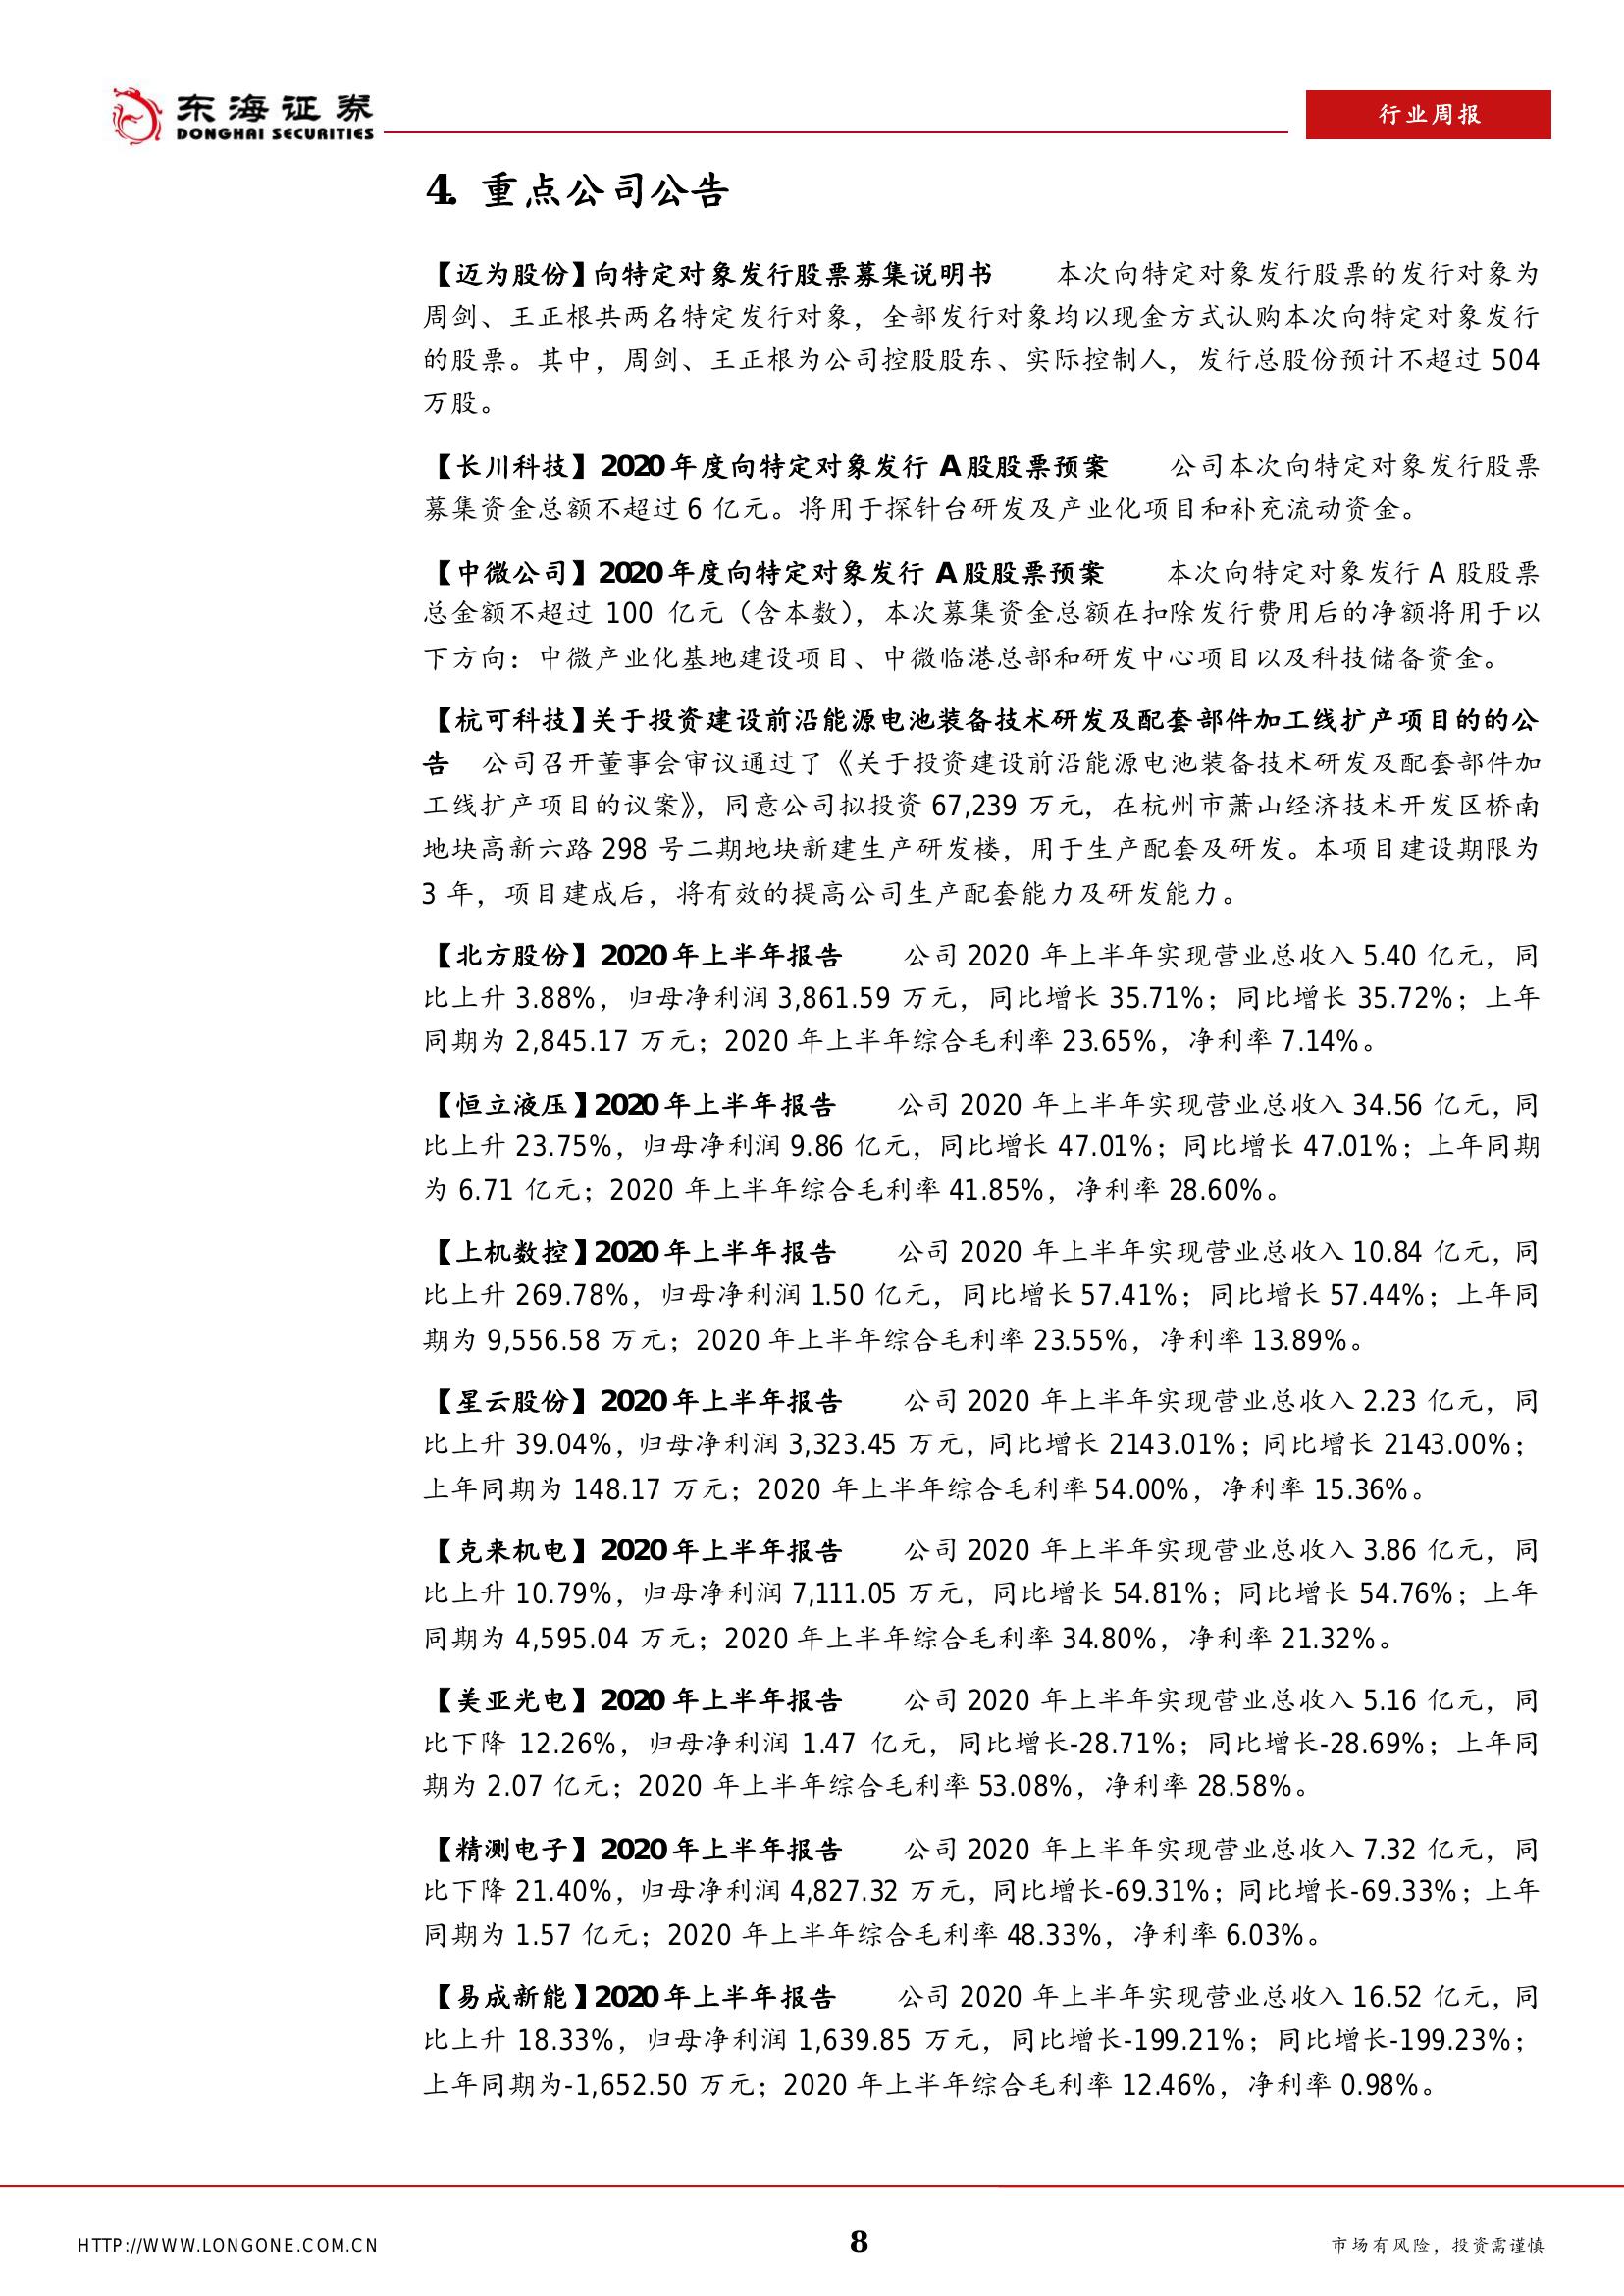 东海证券
DONGHAI SECURITIES
行业周报
4. 重点公司公告
【迈为股份】向特定对象发行股票募集说明书 本次向特定对象发行股票的发行对象为
周剑、王正根共两名特定发行对象，全部发行对象均以现金方式认购本次向特定对象发行
的股票。其中，周剑、王正根为公司控股股东、实际控制人，发行总股份预计不超过 504
万股。
【长川科技】2020 年度向特定对象发行 A 股股票预案 公司本次向特定对象发行股票
募集资金总额不超过 6 亿元。将用于探针台研发及产业化项目和补充流动资金。
【中微公司】2020 年度向特定对象发行 A 股股票预案 本次向特定对象发行 A 股股票
总金额不超过 100 亿元（含本数），本次募集资金总额在扣除发行费用后的净额将用于以
下方向：中微产业化基地建设项目、中微临港总部和研发中心项目以及科技储备资金。
【杭可科技】关于投资建设前沿能源电池装备技术研发及配套部件加工线扩产项目的的公
告 公司召开董事会审议通过了《关于投资建设前沿能源电池装备技术研发及配套部件加
工线扩产项目的议案》，同意公司拟投资 67,239 万元，在杭州市萧山经济技术开发区桥南
地块高新六路 298 号二期地块新建生产研发楼，用于生产配套及研发。本项目建设期限为
3 年，项目建成后，将有效的提高公司生产配套能力及研发能力。
【北方股份】2020 年上半年报告 公司 2020 年上半年实现营业总收入 5.40 亿元，同
比上升 3.88%，归母净利润 3,861.59 万元，同比增长 35.71%；同比增长 35.72%；上年
同期为 2,845.17 万元；2020 年上半年综合毛利率 23.65%，净利率 7.14%。
【恒立液压】2020 年上半年报告 公司 2020 年上半年实现营业总收入 34.56 亿元，同
比上升 23.75%，归母净利润 9.86 亿元，同比增长 47.01%；同比增长 47.01%；上年同期
为 6.71 亿元；2020 年上半年综合毛利率 41.85%，净利率 28.60%。
【上机数控】2020 年上半年报告 公司 2020 年上半年实现营业总收入 10.84 亿元，同
比上升 269.78%，归母净利润 1.50 亿元，同比增长 57.41%；同比增长 57.44%；上年同
期为 9,556.58 万元；2020 年上半年综合毛利率 23.55%，净利率 13.89%。
【星云股份】2020 年上半年报告 公司 2020 年上半年实现营业总收入 2.23 亿元，同
比上升 39.04%，归母净利润 3,323.45 万元，同比增长 2143.01%；同比增长 2143.00%；
上年同期为 148.17 万元；2020 年上半年综合毛利率 54.00%，净利率 15.36%。
【克来机电】2020 年上半年报告 公司 2020 年上半年实现营业总收入 3.86 亿元，同
比上升 10.79%，归母净利润 7,111.05 万元，同比增长 54.81%；同比增长 54.76%；上年
同期为 4,595.04 万元；2020 年上半年综合毛利率 34.80%，净利率 21.32%。
【美亚光电】2020 年上半年报告 公司 2020 年上半年实现营业总收入 5.16 亿元，同
比下降 12.26%，归母净利润 1.47 亿元，同比增长-28.71%；同比增长-28.69%；上年同
期为 2.07 亿元；2020 年上半年综合毛利率 53.08%，净利率 28.58%。
【精测电子】2020 年上半年报告 公司 2020 年上半年实现营业总收入 7.32 亿元，同
比下降 21.40%，归母净利润 4,827.32 万元，同比增长-69.31%；同比增长-69.33%；上年
同期为 1.57 亿元；2020 年上半年综合毛利率 48.33%，净利率 6.03%。
【易成新能】2020 年上半年报告 公司 2020 年上半年实现营业总收入 16.52 亿元，同
比上升 18.33%，归母净利润 1,639.85 万元，同比增长-199.21%；同比增长-199.23%；
上年同期为-1,652.50 万元；2020 年上半年综合毛利率 12.46%，净利率 0.98%。
HTTP://WWW.LONGONE.COM.CN
8
市场有风险，投资需谨慎